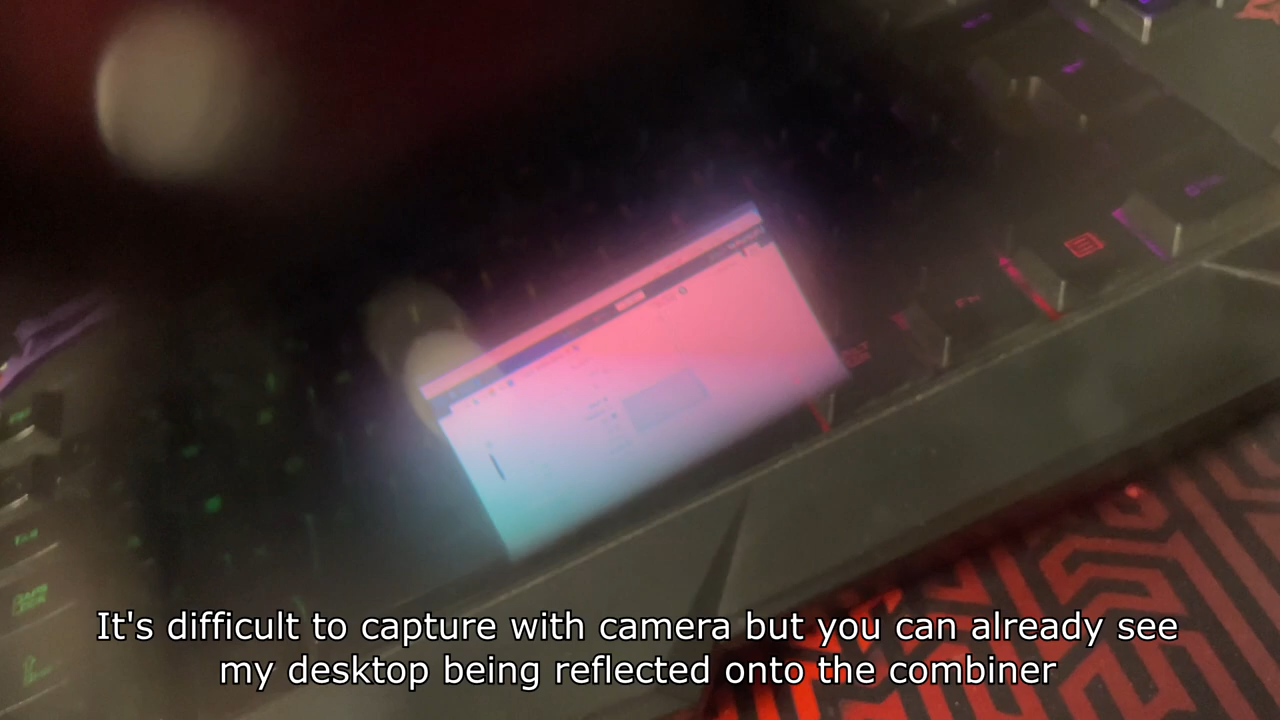 It's difficult to capture with camera but you can already see
my desktop being reflected onto the combiner